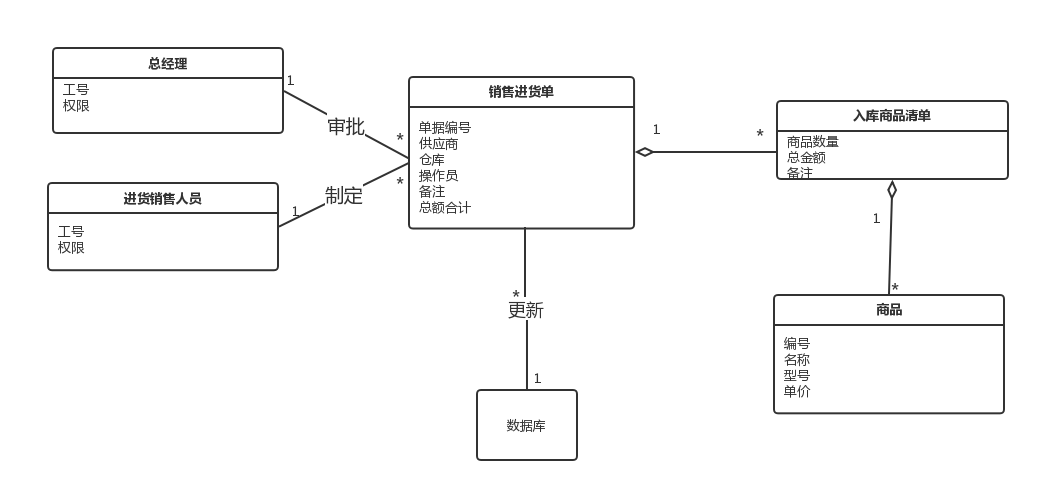 总经理
工号
权限
1
审批
*
进货销售人员
工号
权限
1
制定
*
销售进货单
单据编号
供应商
仓库
操作员
备注
总额合计
1
*
入库商品清单
商品数量
总金额
备注
1
*
商品
编号
名称
型号
单价
*
更新
1
数据库